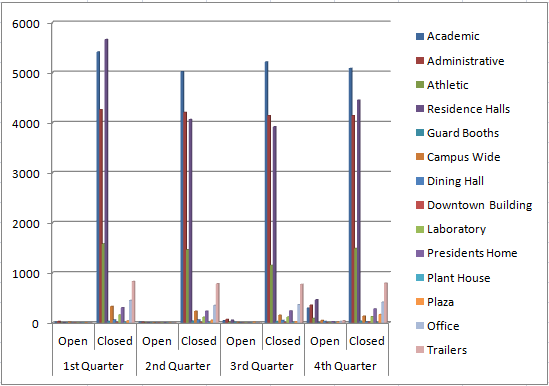 6000
5000
4000
3000
2000
1000
0
Open Closed Open Closed Open Closed Open Closed
1st Quarter 2nd Quarter 3rd Quarter 4th Quarter
Academic
Administrative
Athletic
Residence Halls
Guard Booths
Campus Wide
Dining Hall
Downtown Building
Laboratory
Presidents Home
Plant House
Plaza
Office
Trailers